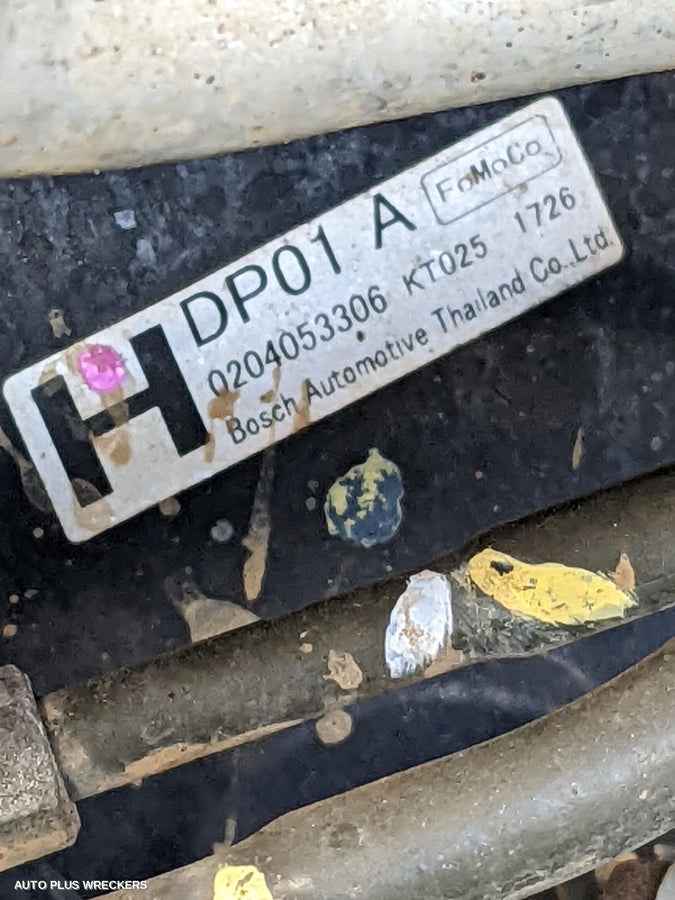 H
DP01 A FoMoCo
0204053306 KT025 1726
Bosch Automotive Thailand Co.,Ltd.
AUTO PLUS WRECKERS